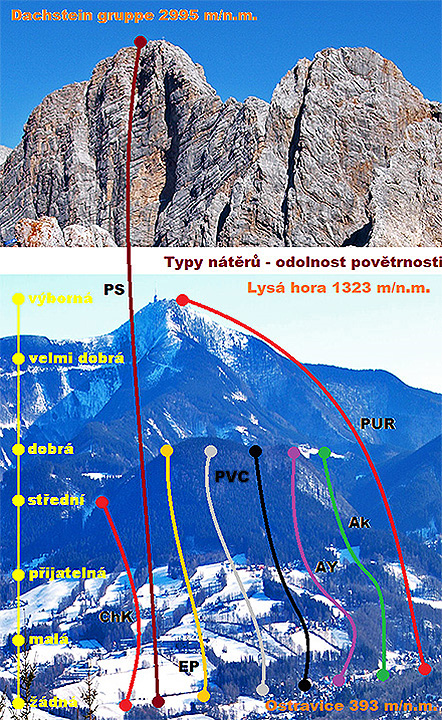 Dachstein gruppe 2995 m/n.m.
Typy nátěrů - odolnost povětrnosti
PS
Lysá hora 1323 m/n.m.
výborná
velmi dobrá
PUR
dobrá
PVC
střední
Ak
AY
přijatelná
ChK
malá
EP
žádná
Ostravice 393 m/n.m.